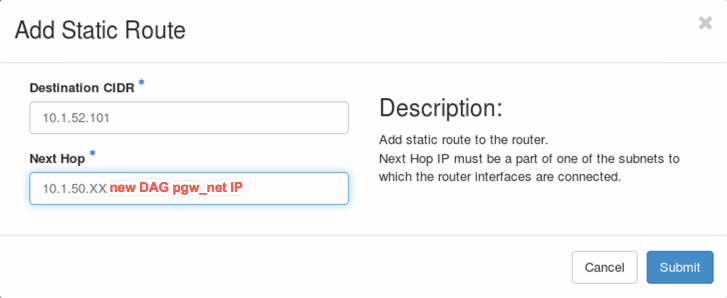 Add Static Route
×
Destination CIDR *
10.1.52.101
Next Hop *
10.1.50.XX new DAG pgw_net IP
Description:
Add static route to the router.
Next Hop IP must be a part of one of the subnets to
which the router interfaces are connected.
Cancel
Submit